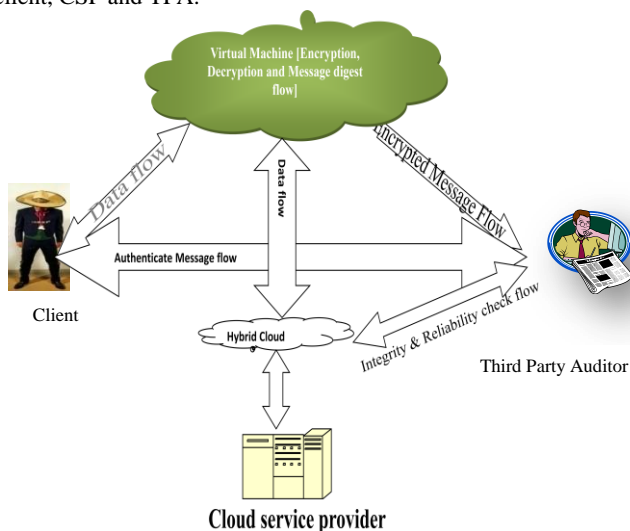 client, CSP and TPA.
Virtual Machine [Encryption,
Decryption and Message digest
flow]
Data flow
Data flow
Encrypted Message Flow
Authenticate Message flow
Client
Hybrid Cloud
Integrity & Reliability check flow
Third Party Auditor
Cloud service provider